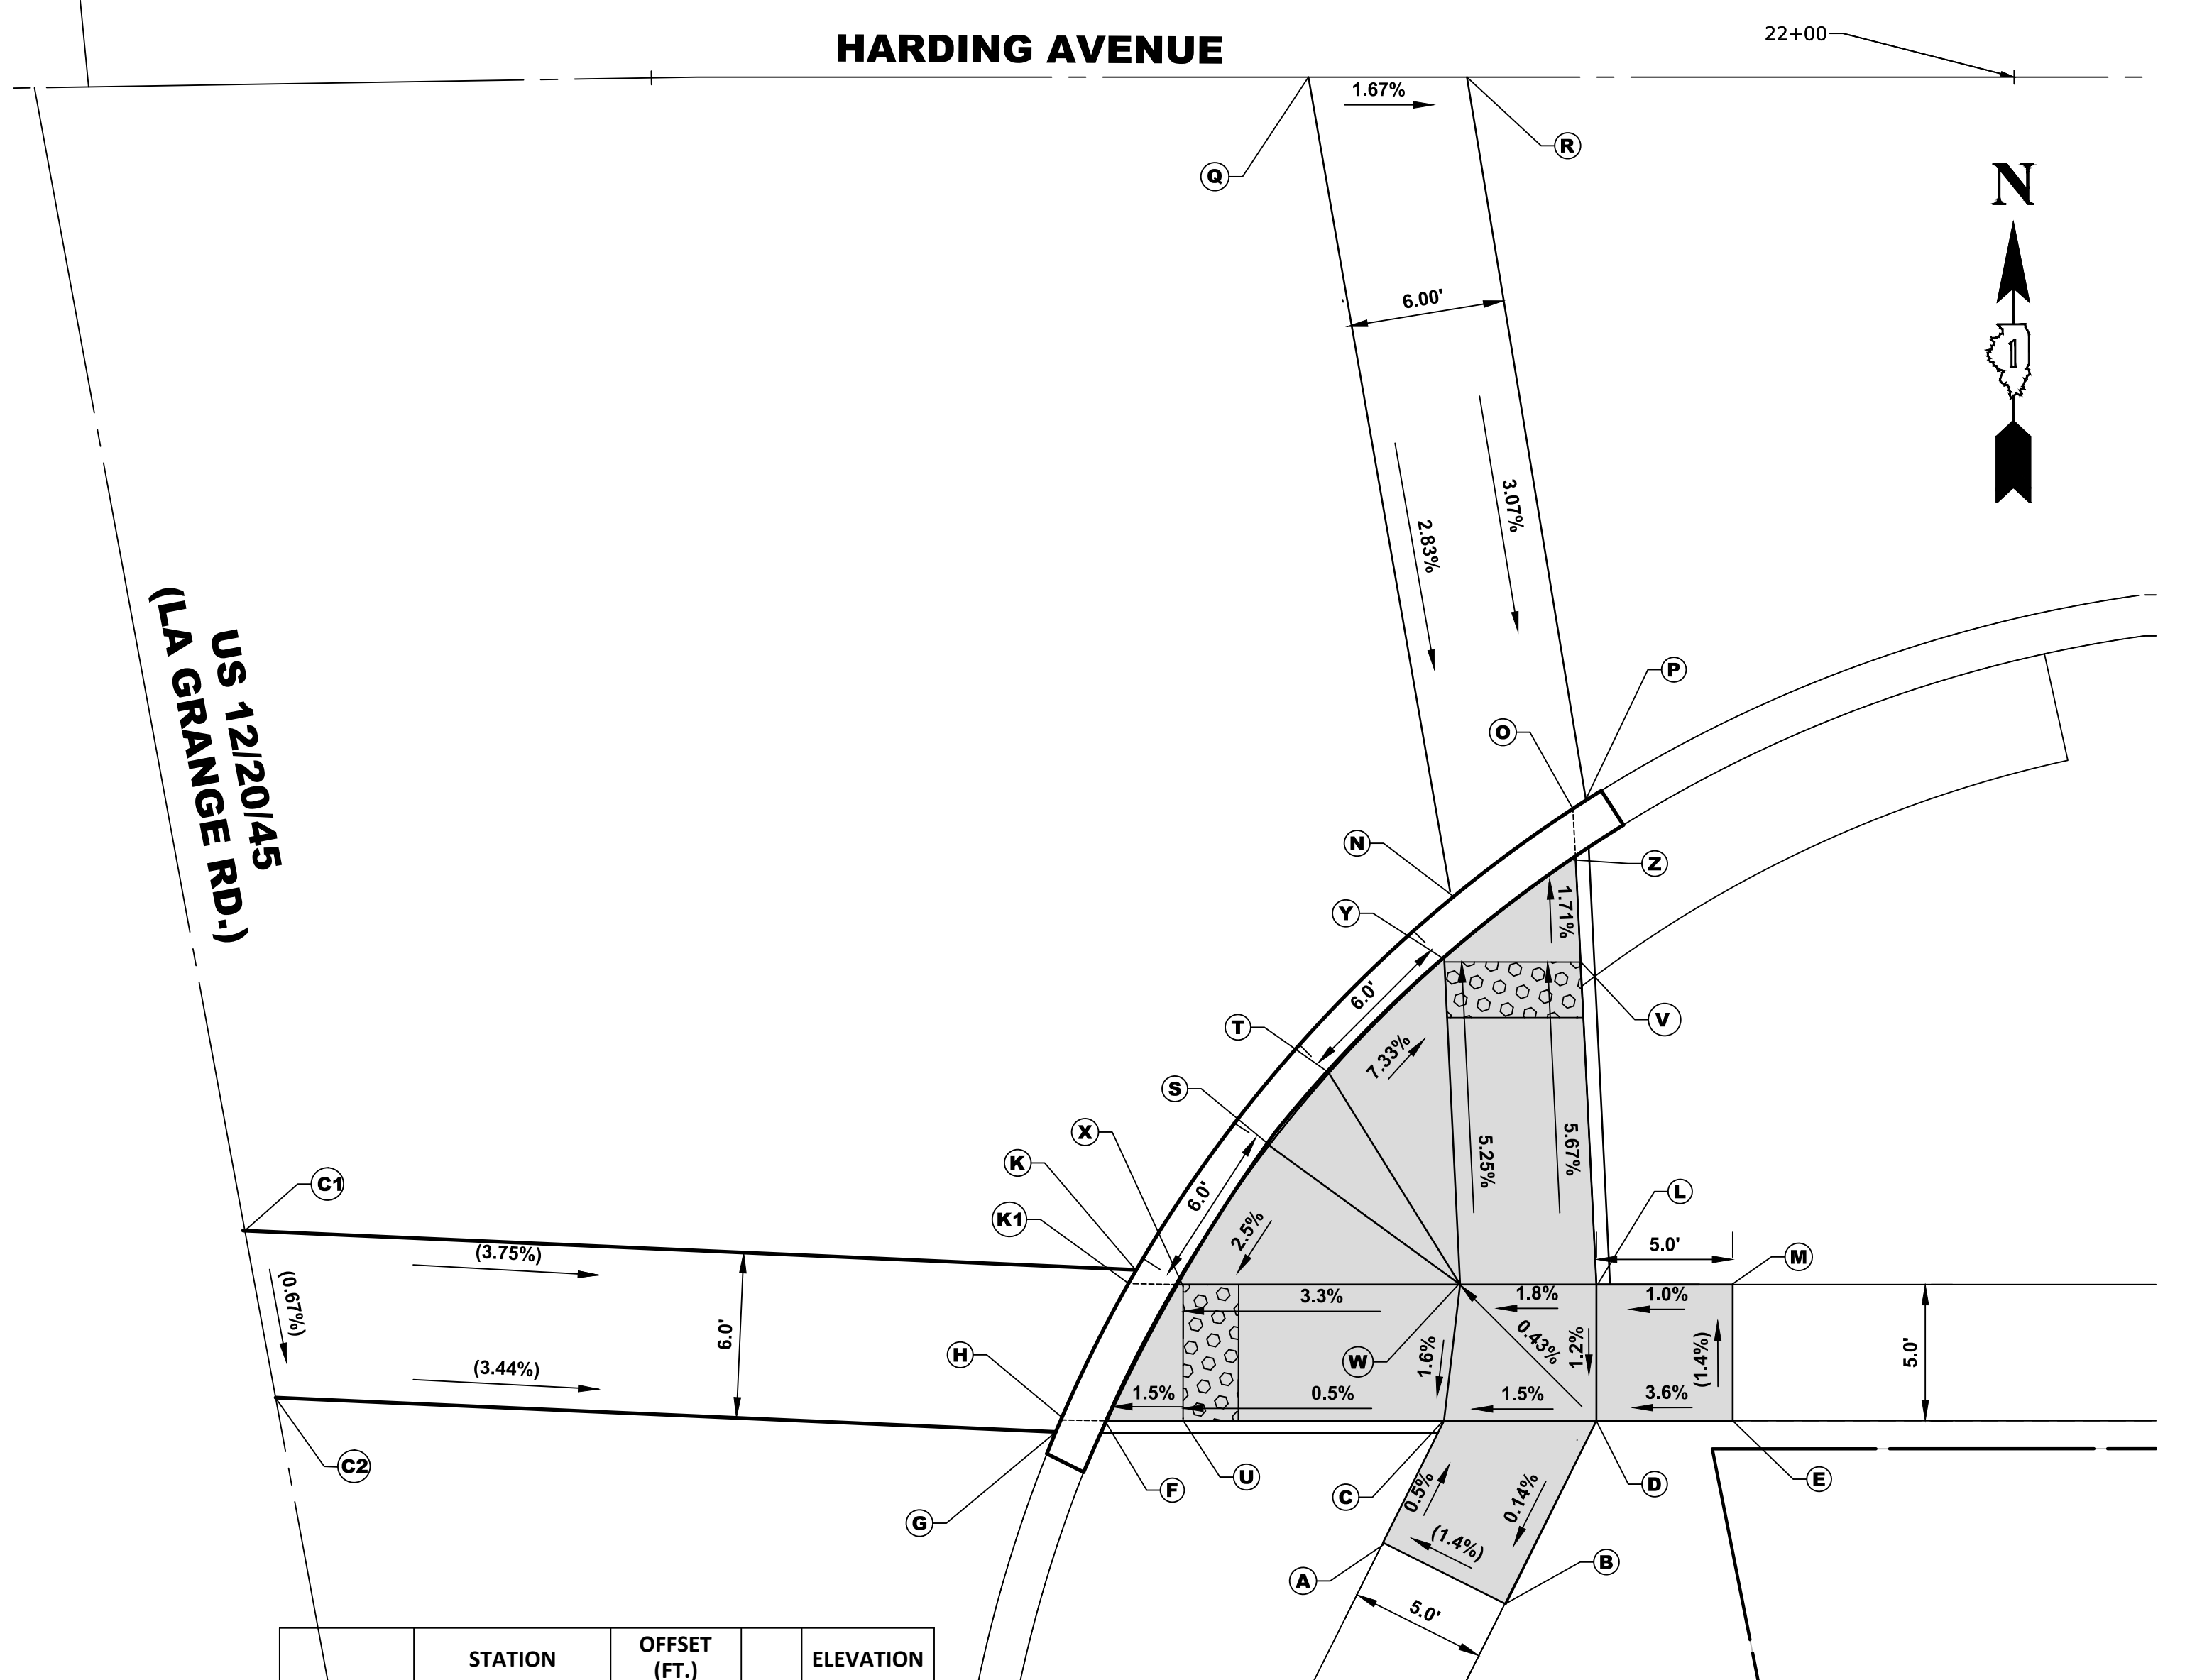 HARDING AVENUE
22+00
1.67%
R
Q
N
1
6.00'
3.07%
2.83%
US 12/20/45
(LA GRANGE RD.)
P
O
N
Z
Y
1.71%
6.0'
V
T
7.33%
S
X
K
5.25%
5.67%
C1
K1
6.0'
L
2.5%
5.0'
M
(3.75%)
(0.67%)
3.3%
1.8%
1.0%
6.0'
H
W
1.6%
0.43%
1.2%
(1.4%)
5.0'
(3.44%)
1.5%
0.5%
1.5%
3.6%
C2
F
U
C
D
E
G
0.5%
0.14%
(1.4%)
A
B
5.0'
STATION
OFFSET
(FT.)
ELEVATION